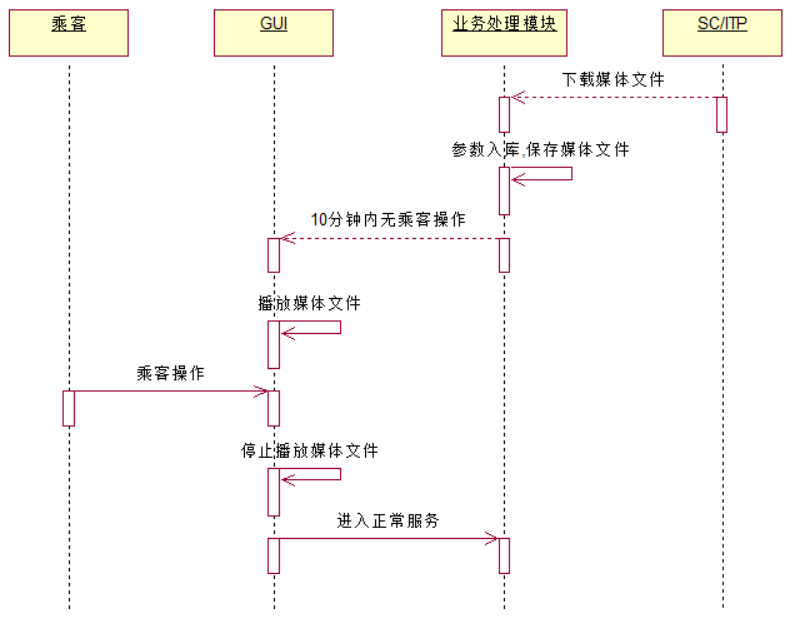 乘客
GUI
业务处理模块
SC/ITP
下载媒体文件
参数入库,保存媒体文件
10分钟内无乘客操作
播放媒体文件
乘客操作
停止播放媒体文件
进入正常服务